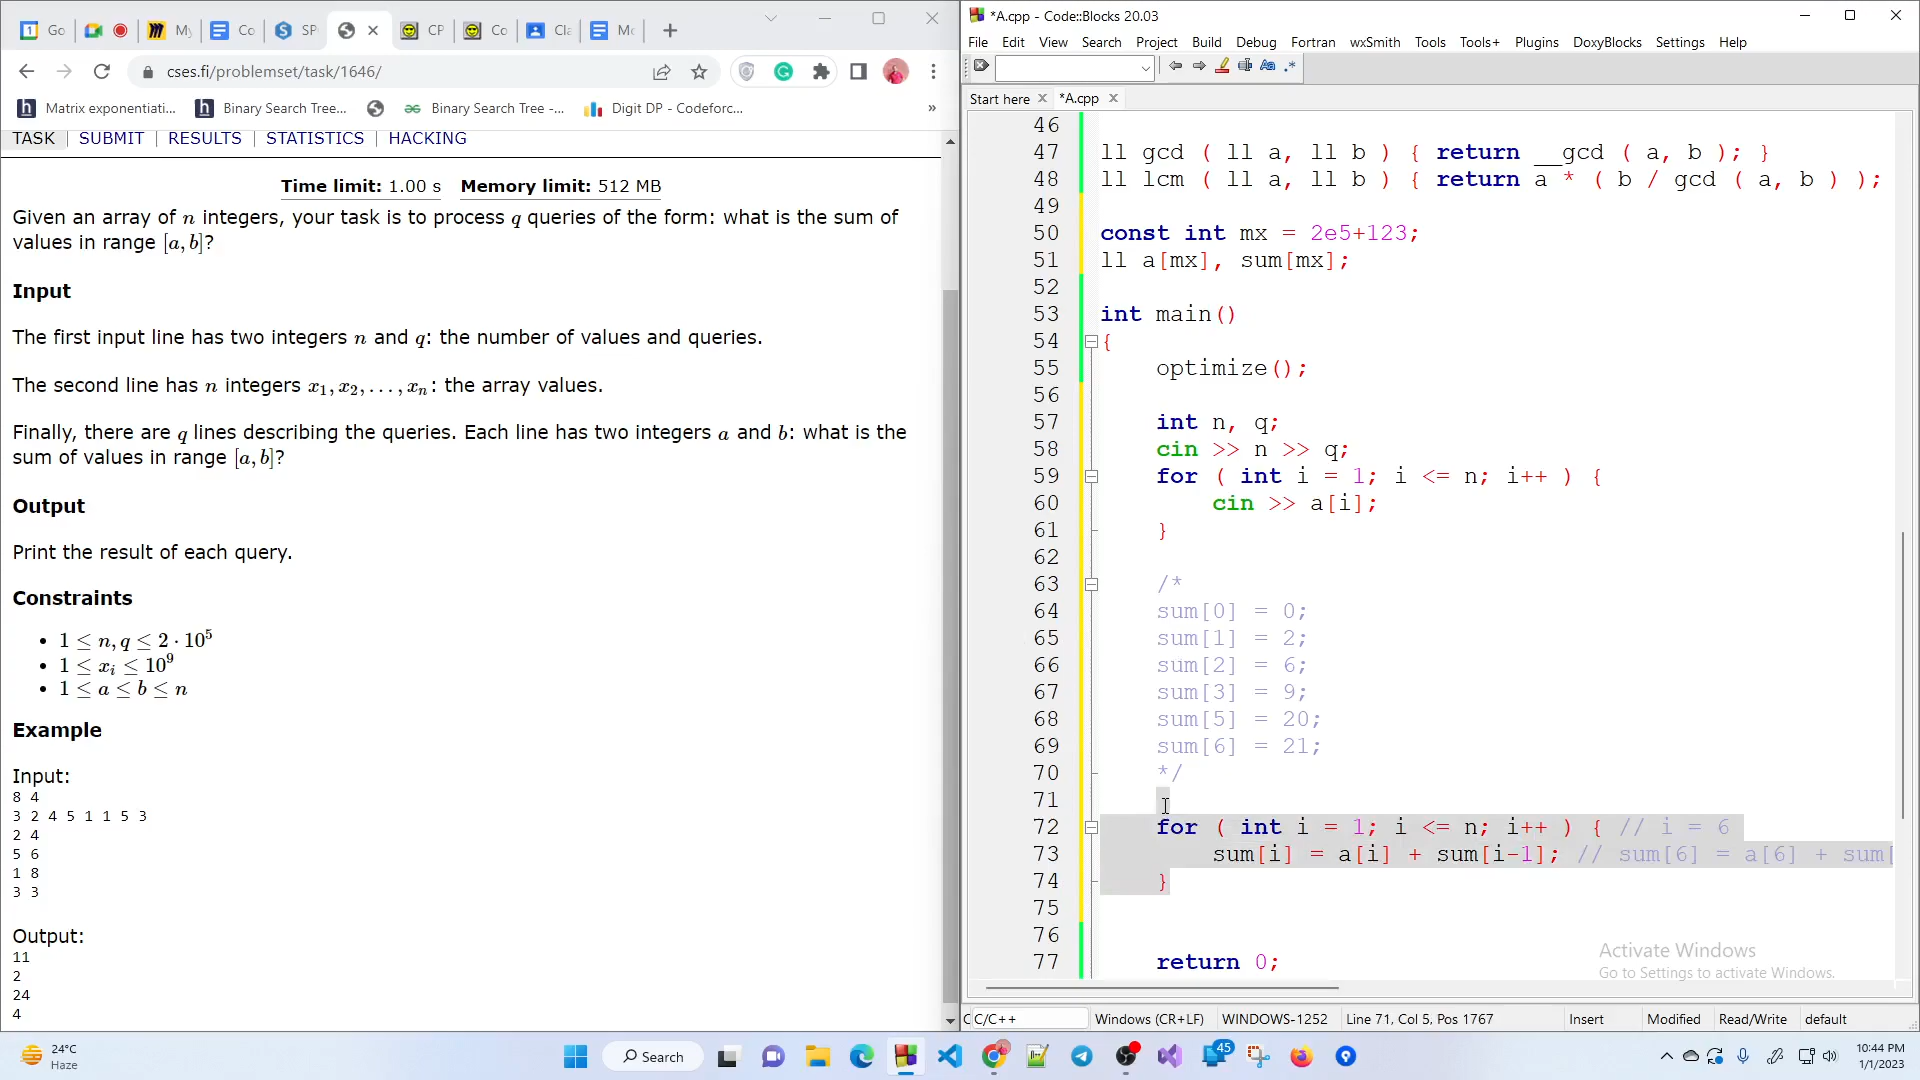 Go
My
Co
SP
CP
Co
Cla
Mc
cses.fi/problemset/task/1646/
Matrix exponentiati...
Binary Search Tree...
Binary Search Tree -...
Digit DP - Codeforc...
»
TASK | SUBMIT | RESULTS | STATISTICS | HACKING
Time limit: 1.00 s Memory limit: 512 MB
Given an array of n integers, your task is to process q queries of the form: what is the sum of
values in range [a, b]?
Input
The first input line has two integers n and q: the number of values and queries.
The second line has n integers x₁, x₂, ..., xₙ: the array values.
Finally, there are q lines describing the queries. Each line has two integers a and b: what is the
sum of values in range [a, b]?
Output
Print the result of each query.
Constraints
• 1 ≤ n, q ≤ 2 · 10⁵
• 1 ≤ xᵢ ≤ 10⁹
• 1 ≤ a ≤ b ≤ n
Example
Input:
8 4
3 2 4 5 1 1 5 3
2 4
5 6
1 8
3 3
Output:
11
2
24
4
*A.cpp - Code::Blocks 20.03
File Edit View Search Project Build Debug Fortran wxSmith Tools Tools+ Plugins DoxyBlocks Settings Help
Start here
*A.cpp
46
47 ll gcd ( ll a, ll b ) { return __gcd ( a, b ); }
48 ll lcm ( ll a, ll b ) { return a * ( b / gcd ( a, b ) );
49
50 const int mx = 2e5+123;
51 ll a[mx], sum[mx];
52
53 int main()
54 {
55 optimize();
56
57 int n, q;
58 cin >> n >> q;
59 for ( int i = 1; i <= n; i++ ) {
60 cin >> a[i];
61 }
62
63 /*
64 sum[0] = 0;
65 sum[1] = 2;
66 sum[2] = 6;
67 sum[3] = 9;
68 sum[5] = 20;
69 sum[6] = 21;
70 */
71
72 for ( int i = 1; i <= n; i++ ) { // i = 6
73 sum[i] = a[i] + sum[i-1]; // sum[6] = a[6] + sum[
74 }
75
76
77 return 0;
Activate Windows
Go to Settings to activate Windows.
C/C++
Windows (CR+LF)
WINDOWS-1252
Line 71, Col 5, Pos 1767
Insert
Modified
Read/Write
default
24°C
Haze
Search
45
10:44 PM
1/1/2023